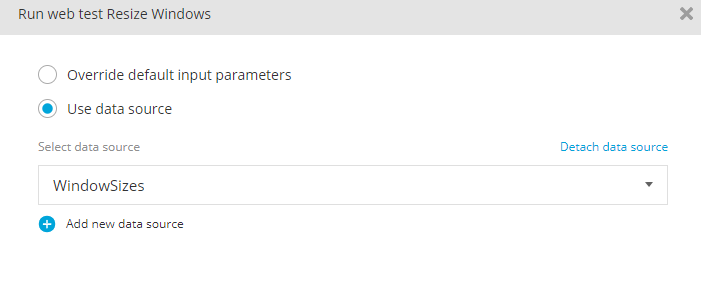 Run web test Resize Windows
Override default input parameters
Use data source
Select data source
Detach data source
WindowSizes
Add new data source